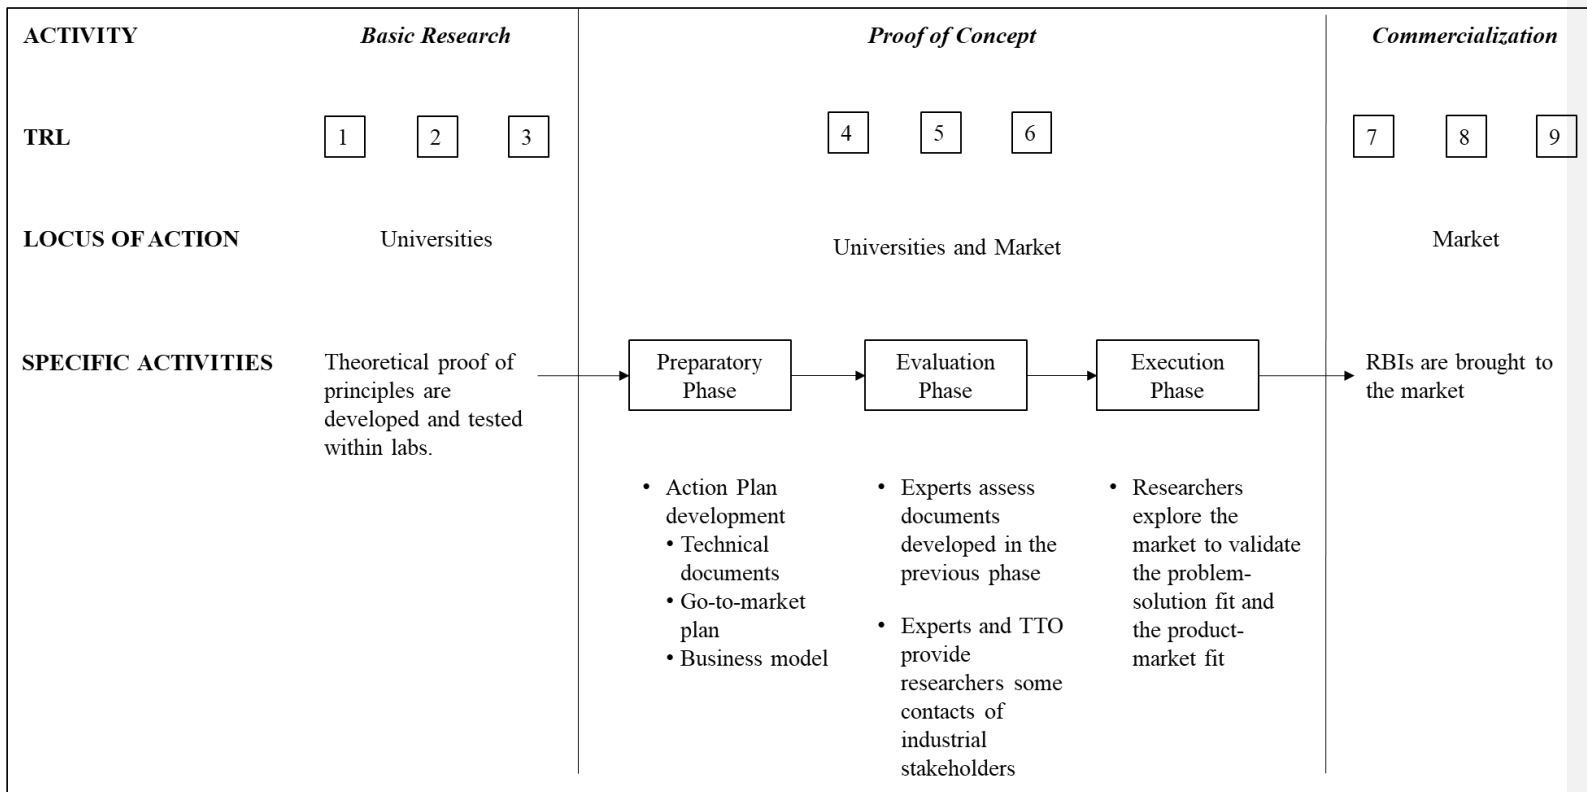 ACTIVITY
Basic Research
Proof of Concept
Commercialization
TRL
1
2
3
4
5
6
7
8
9
LOCUS OF ACTION
Universities
Universities and Market
Market
SPECIFIC ACTIVITIES
Theoretical proof of
principles are
developed and tested
within labs.
Preparatory
Phase
Evaluation
Phase
Execution
Phase
RBIs are brought to
the market
• Action Plan
development
• Technical
documents
• Go-to-market
plan
• Business model
• Experts assess
documents
developed in the
previous phase
• Experts and TTO
provide
researchers some
contacts of
industrial
stakeholders
• Researchers
explore the
market to validate
the problem-
solution fit and
the product-
market fit